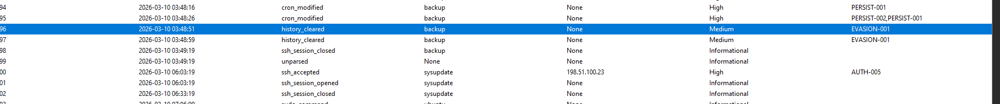 94 2026-03-10 03:48:16 cron_modified backup None High PERSIST-001
95 2026-03-10 03:48:26 cron_modified backup None High PERSIST-002,PERSIST-001
96 2026-03-10 03:48:51 history_cleared backup None Medium EVASION-001
97 2026-03-10 03:48:59 history_cleared backup None Medium EVASION-001
98 2026-03-10 03:49:19 ssh_session_closed backup None Informational
99 2026-03-10 03:49:19 unparsed None None Informational
00 2026-03-10 06:03:19 ssh_accepted sysupdate 198.51.100.23 High AUTH-005
01 2026-03-10 06:03:19 ssh_session_opened sysupdate None Informational
02 2026-03-10 06:33:19 ssh_session_closed sysupdate None Informational